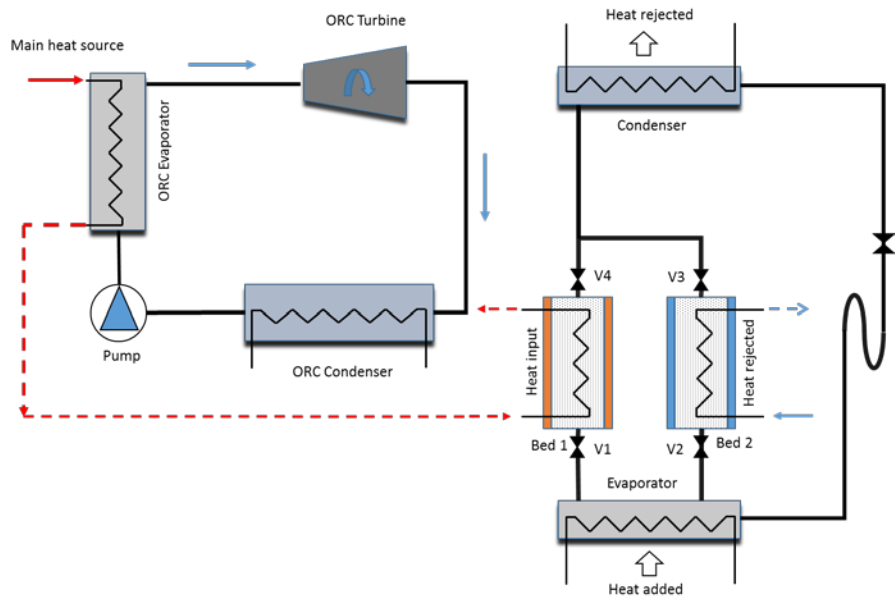 ORC Turbine
Main heat source
ORC Evaporator
Pump
ORC Condenser
Heat rejected
Condenser
V4
V3
Heat input
Heat rejected
Bed 1
V1
V2
Bed 2
Evaporator
Heat added